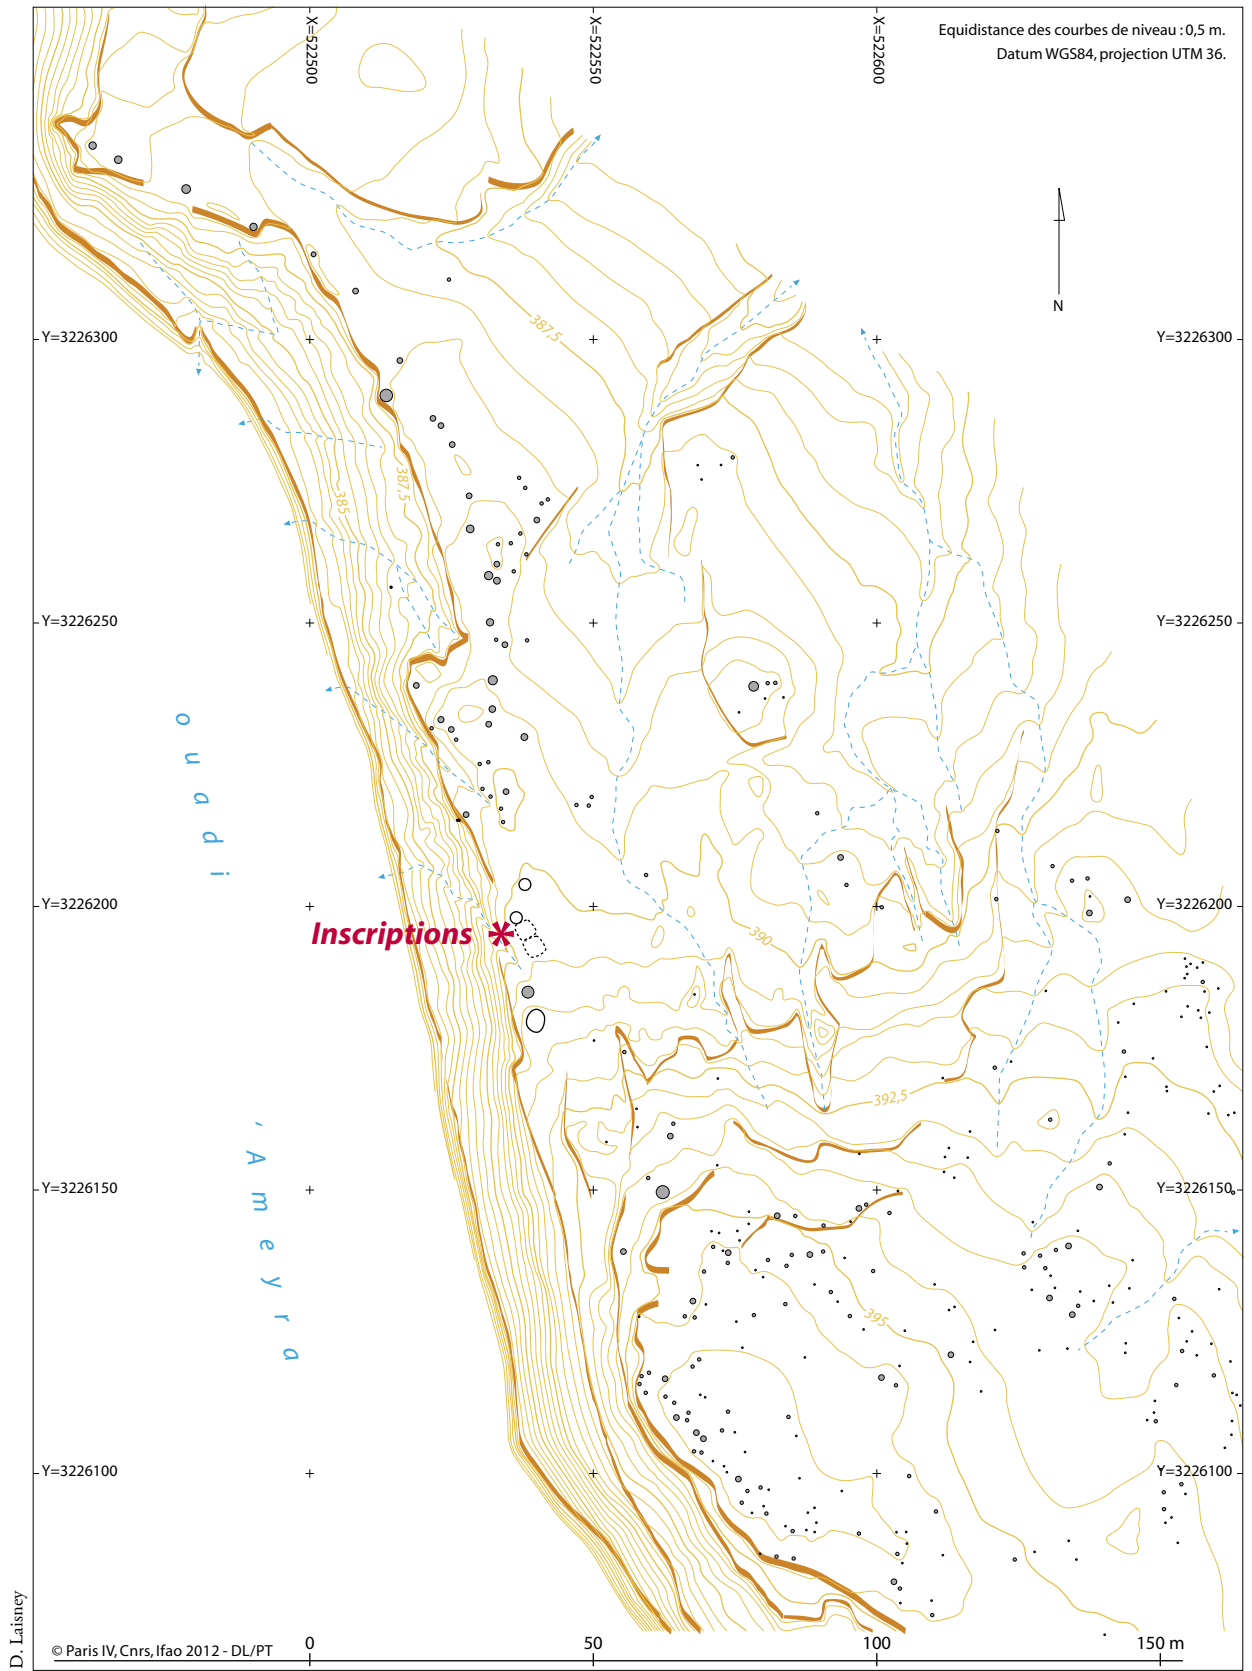 X=522500
X=522550
X=522600
Equidistance des courbes de niveau : 0,5 m.
Datum WGS84, projection UTM 36.
N
Y=3226300
Y=3226300
387,5
387,5
385
Y=3226250
Y=3226250
ouadi
Y=3226200
Y=3226200
Inscriptions
390
392,5
'Ameyra
Y=3226150
Y=3226150
395
Y=3226100
Y=3226100
D. Laisney
© Paris IV, Cnrs, Ifao 2012 - DL/PT
0
50
100
150 m